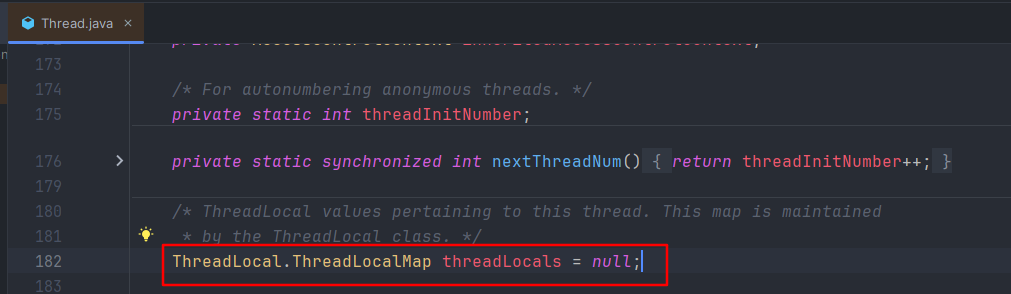 Thread.java ×
173
174 /* For autonumbering anonymous threads. */
175 private static int threadInitNumber;
176 private static synchronized int nextThreadNum() { return threadInitNumber++; }
179
180 /* ThreadLocal values pertaining to this thread. This map is maintained
181 * by the ThreadLocal class. */
182 ThreadLocal.ThreadLocalMap threadLocals = null;
183